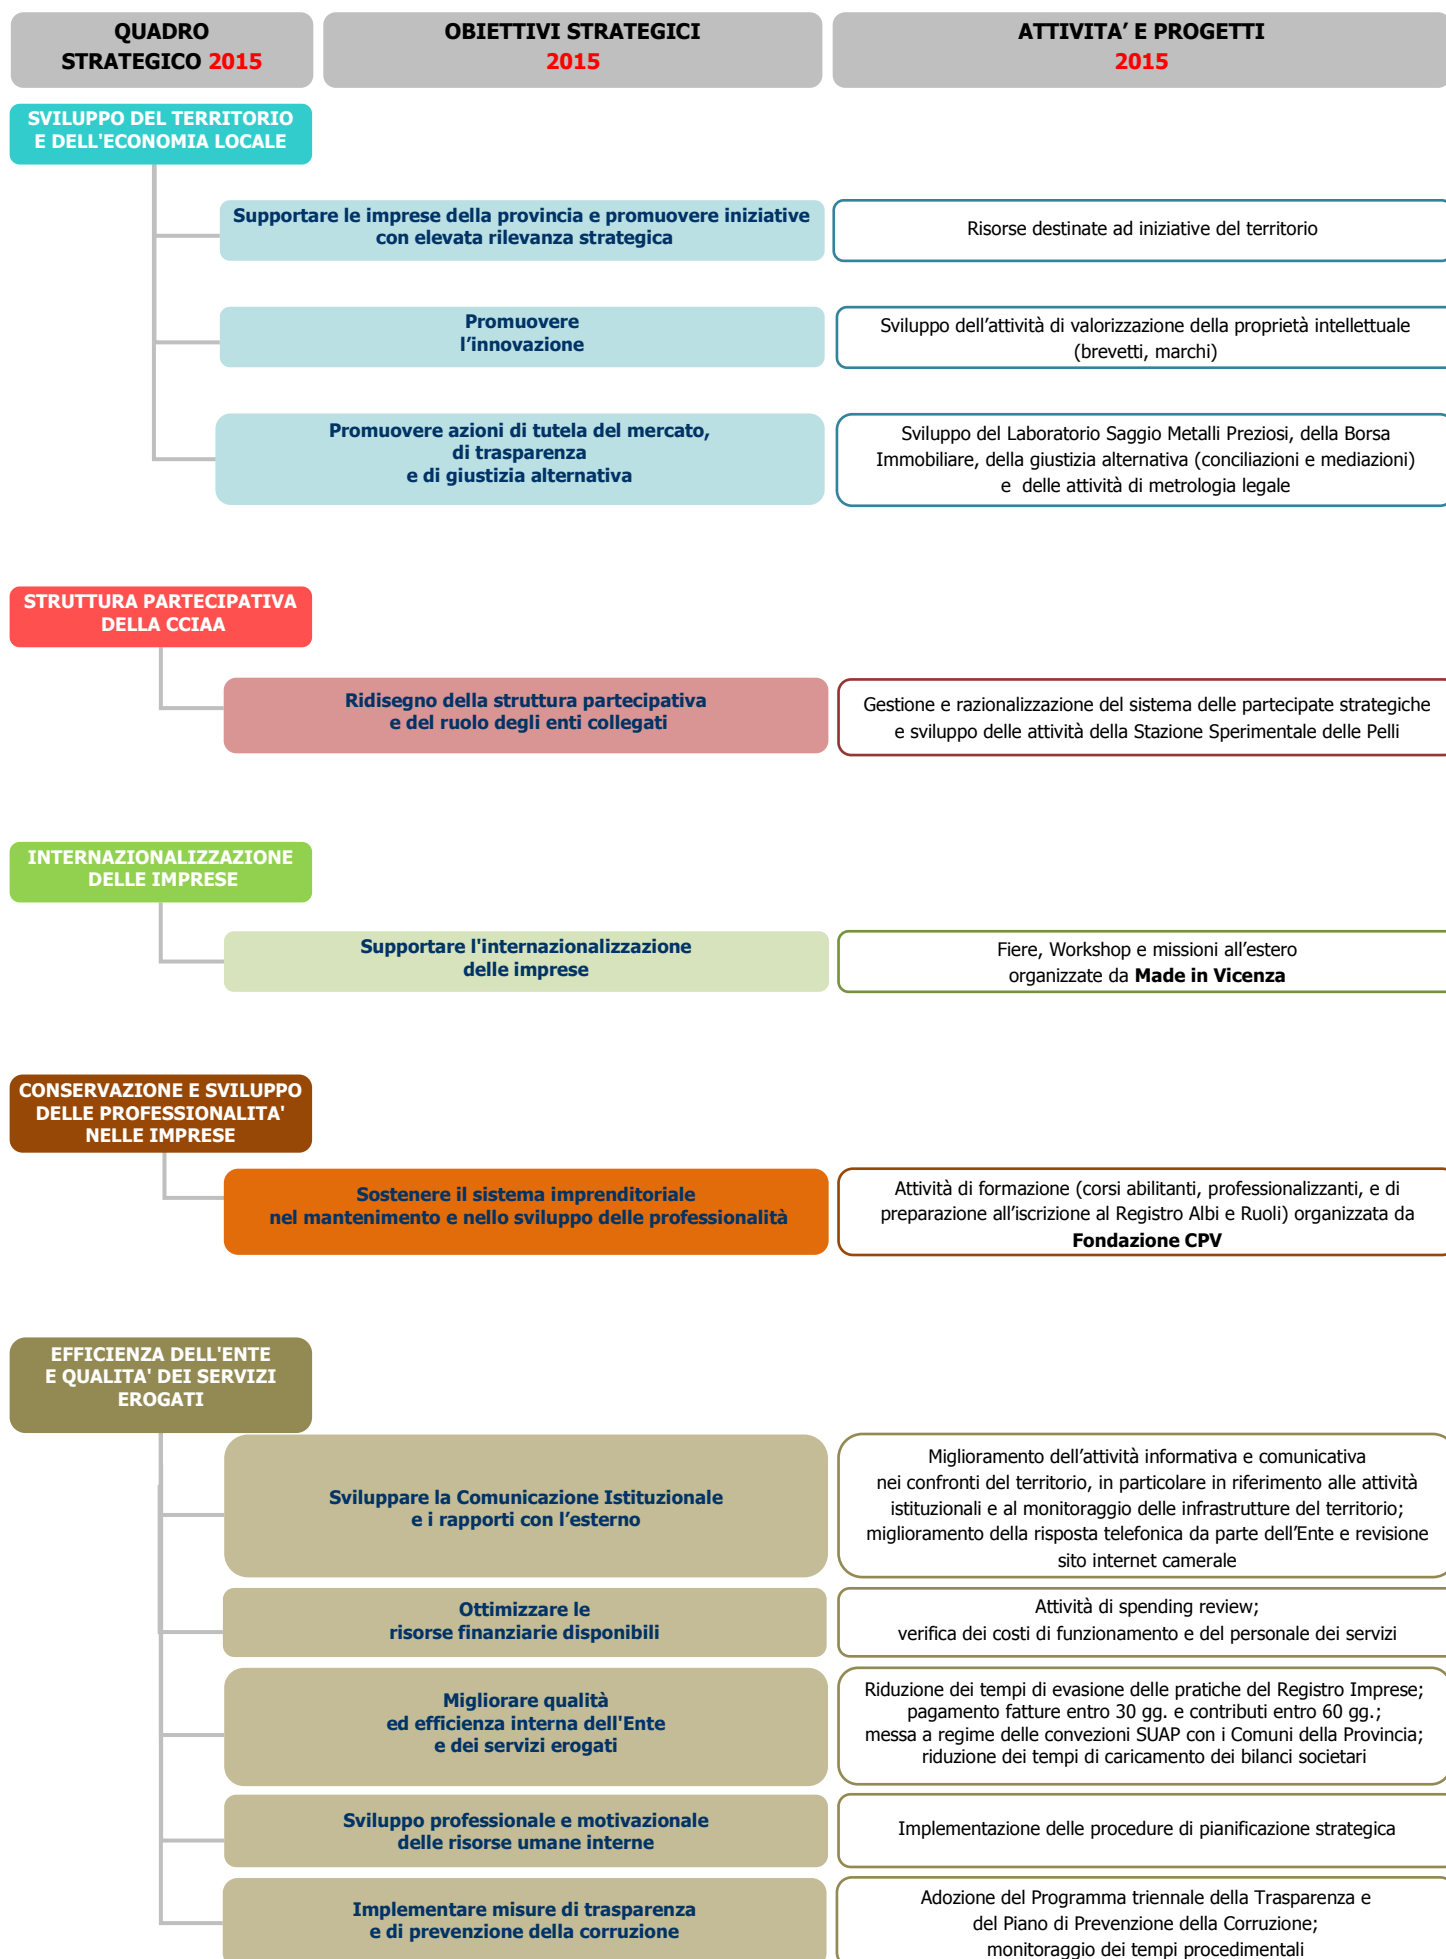 QUADRO
STRATEGICO 2015
OBIETTIVI STRATEGICI
2015
ATTIVITA’ E PROGETTI
2015
SVILUPPO DEL TERRITORIO
E DELL'ECONOMIA LOCALE
Supportare le imprese della provincia e promuovere iniziative
con elevata rilevanza strategica
Risorse destinate ad iniziative del territorio
Promuovere
l’innovazione
Sviluppo dell’attività di valorizzazione della proprietà intellettuale
(brevetti, marchi)
Promuovere azioni di tutela del mercato,
di trasparenza
e di giustizia alternativa
Sviluppo del Laboratorio Saggio Metalli Preziosi, della Borsa
Immobiliare, della giustizia alternativa (conciliazioni e mediazioni)
e delle attività di metrologia legale
STRUTTURA PARTECIPATIVA
DELLA CCIAA
Ridisegno della struttura partecipativa
e del ruolo degli enti collegati
Gestione e razionalizzazione del sistema delle partecipate strategiche
e sviluppo delle attività della Stazione Sperimentale delle Pelli
INTERNAZIONALIZZAZIONE
DELLE IMPRESE
Supportare l'internazionalizzazione
delle imprese
Fiere, Workshop e missioni all’estero
organizzate da Made in Vicenza
CONSERVAZIONE E SVILUPPO
DELLE PROFESSIONALITA'
NELLE IMPRESE
Sostenere il sistema imprenditoriale
nel mantenimento e nello sviluppo delle professionalità
Attività di formazione (corsi abilitanti, professionalizzanti, e di
preparazione all’iscrizione al Registro Albi e Ruoli) organizzata da
Fondazione CPV
EFFICIENZA DELL'ENTE
E QUALITA' DEI SERVIZI
EROGATI
Sviluppare la Comunicazione Istituzionale
e i rapporti con l’esterno
Miglioramento dell’attività informativa e comunicativa
nei confronti del territorio, in particolare in riferimento alle attività
istituzionali e al monitoraggio delle infrastrutture del territorio;
miglioramento della risposta telefonica da parte dell’Ente e revisione
sito internet camerale
Ottimizzare le
risorse finanziarie disponibili
Attività di spending review;
verifica dei costi di funzionamento e del personale dei servizi
Migliorare qualità
ed efficienza interna dell'Ente
e dei servizi erogati
Riduzione dei tempi di evasione delle pratiche del Registro Imprese;
pagamento fatture entro 30 gg. e contributi entro 60 gg.;
messa a regime delle convezioni SUAP con i Comuni della Provincia;
riduzione dei tempi di caricamento dei bilanci societari
Sviluppo professionale e motivazionale
delle risorse umane interne
Implementazione delle procedure di pianificazione strategica
Implementare misure di trasparenza
e di prevenzione della corruzione
Adozione del Programma triennale della Trasparenza e
del Piano di Prevenzione della Corruzione;
monitoraggio dei tempi procedimentali